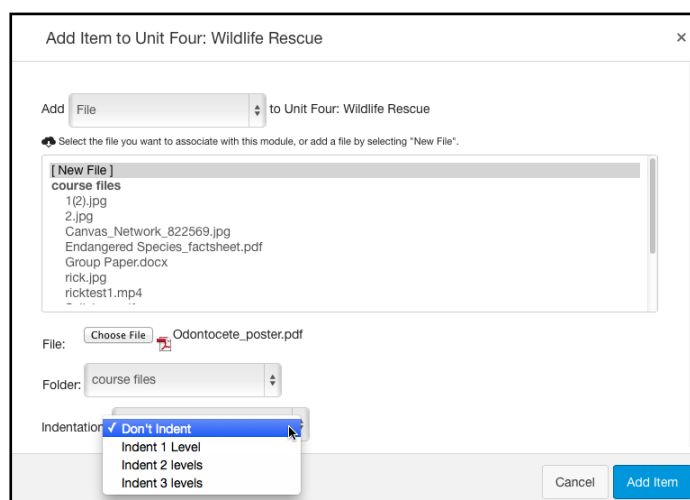 Add Item to Unit Four: Wildlife Rescue ×
Add File to Unit Four: Wildlife Rescue
Select the file you want to associate with this module, or add a file by selecting "New File".
[ New File ]
course files
1(2).jpg
2.jpg
Canvas_Network_822569.jpg
Endangered Species_factsheet.pdf
Group Paper.docx
rick.jpg
ricktest1.mp4
File: Choose File Odontocete_poster.pdf
Folder: course files
Indentation
✓ Don't Indent
Indent 1 Level
Indent 2 levels
Indent 3 levels
Cancel Add Item